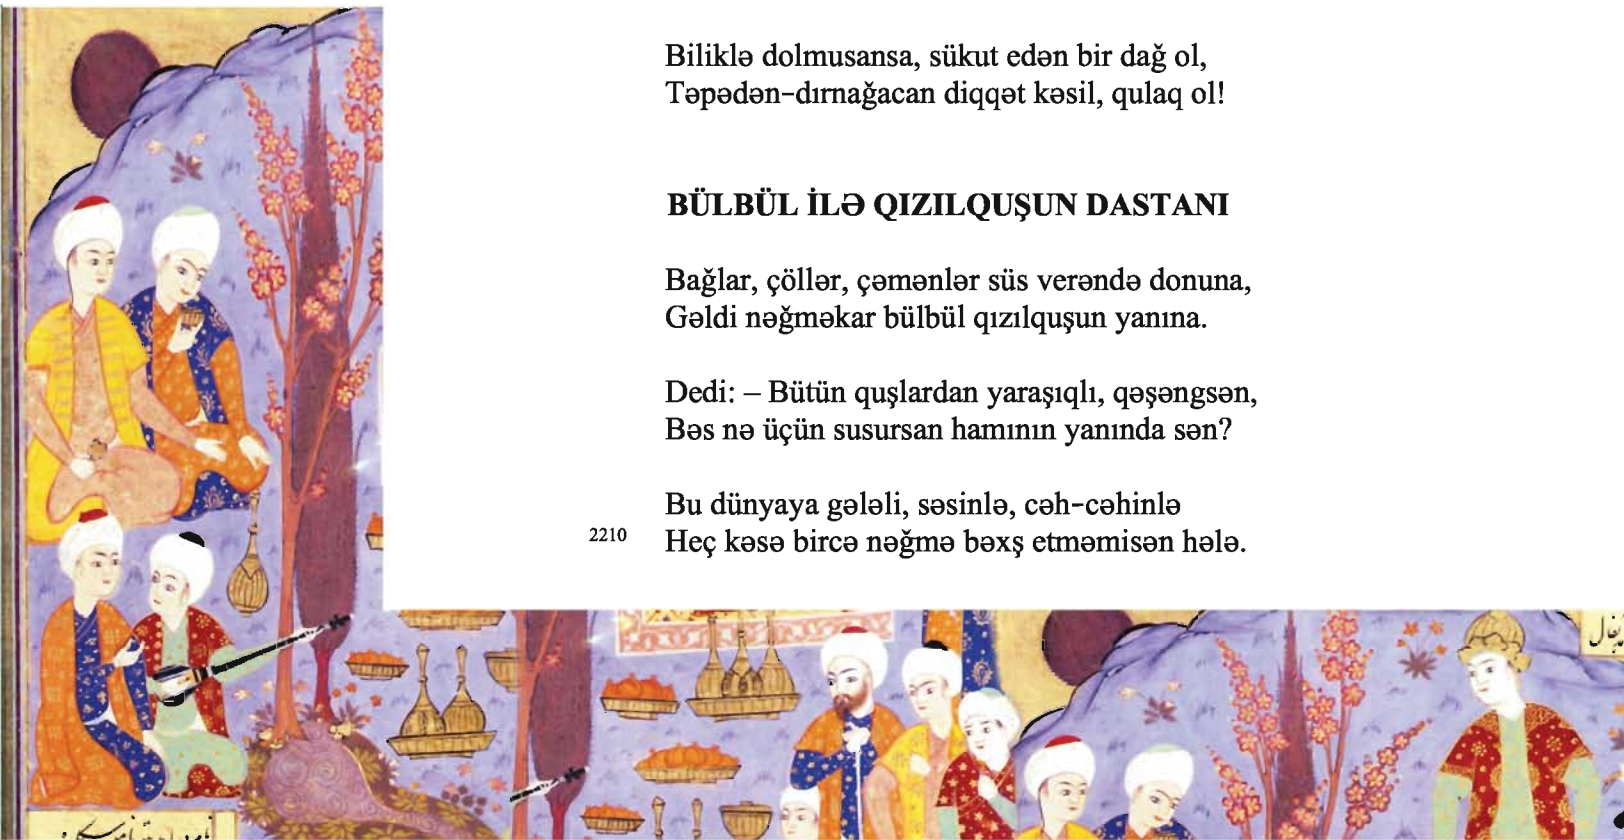 Biliklə dolmusansa, sükut edən bir dağ ol,
Təpədən-dırnağacan diqqət kəsil, qulaq ol!
BÜLBÜL İLƏ QIZILQUŞUN DASTANI
Bağlar, çöllər, çəmənlər süs verəndə donuna,
Gəldi nəğməkar bülbül qızılquşun yanına.
Dedi: – Bütün quşlardan yaraşıqlı, qəşəngsən,
Bəs nə üçün susursan hamının yanında sən?
Bu dünyaya gələli, səsinlə, cəh-cəhinlə
2210 Heç kəsə bircə nəğmə bəxş etməmisən hələ.